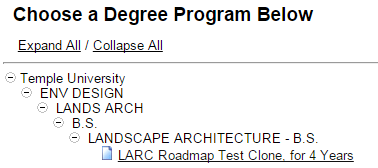 Choose a Degree Program Below
Expand All / Collapse All
Temple University
ENV DESIGN
LANDS ARCH
B.S.
LANDSCAPE ARCHITECTURE - B.S.
LARC Roadmap Test Clone, for 4 Years